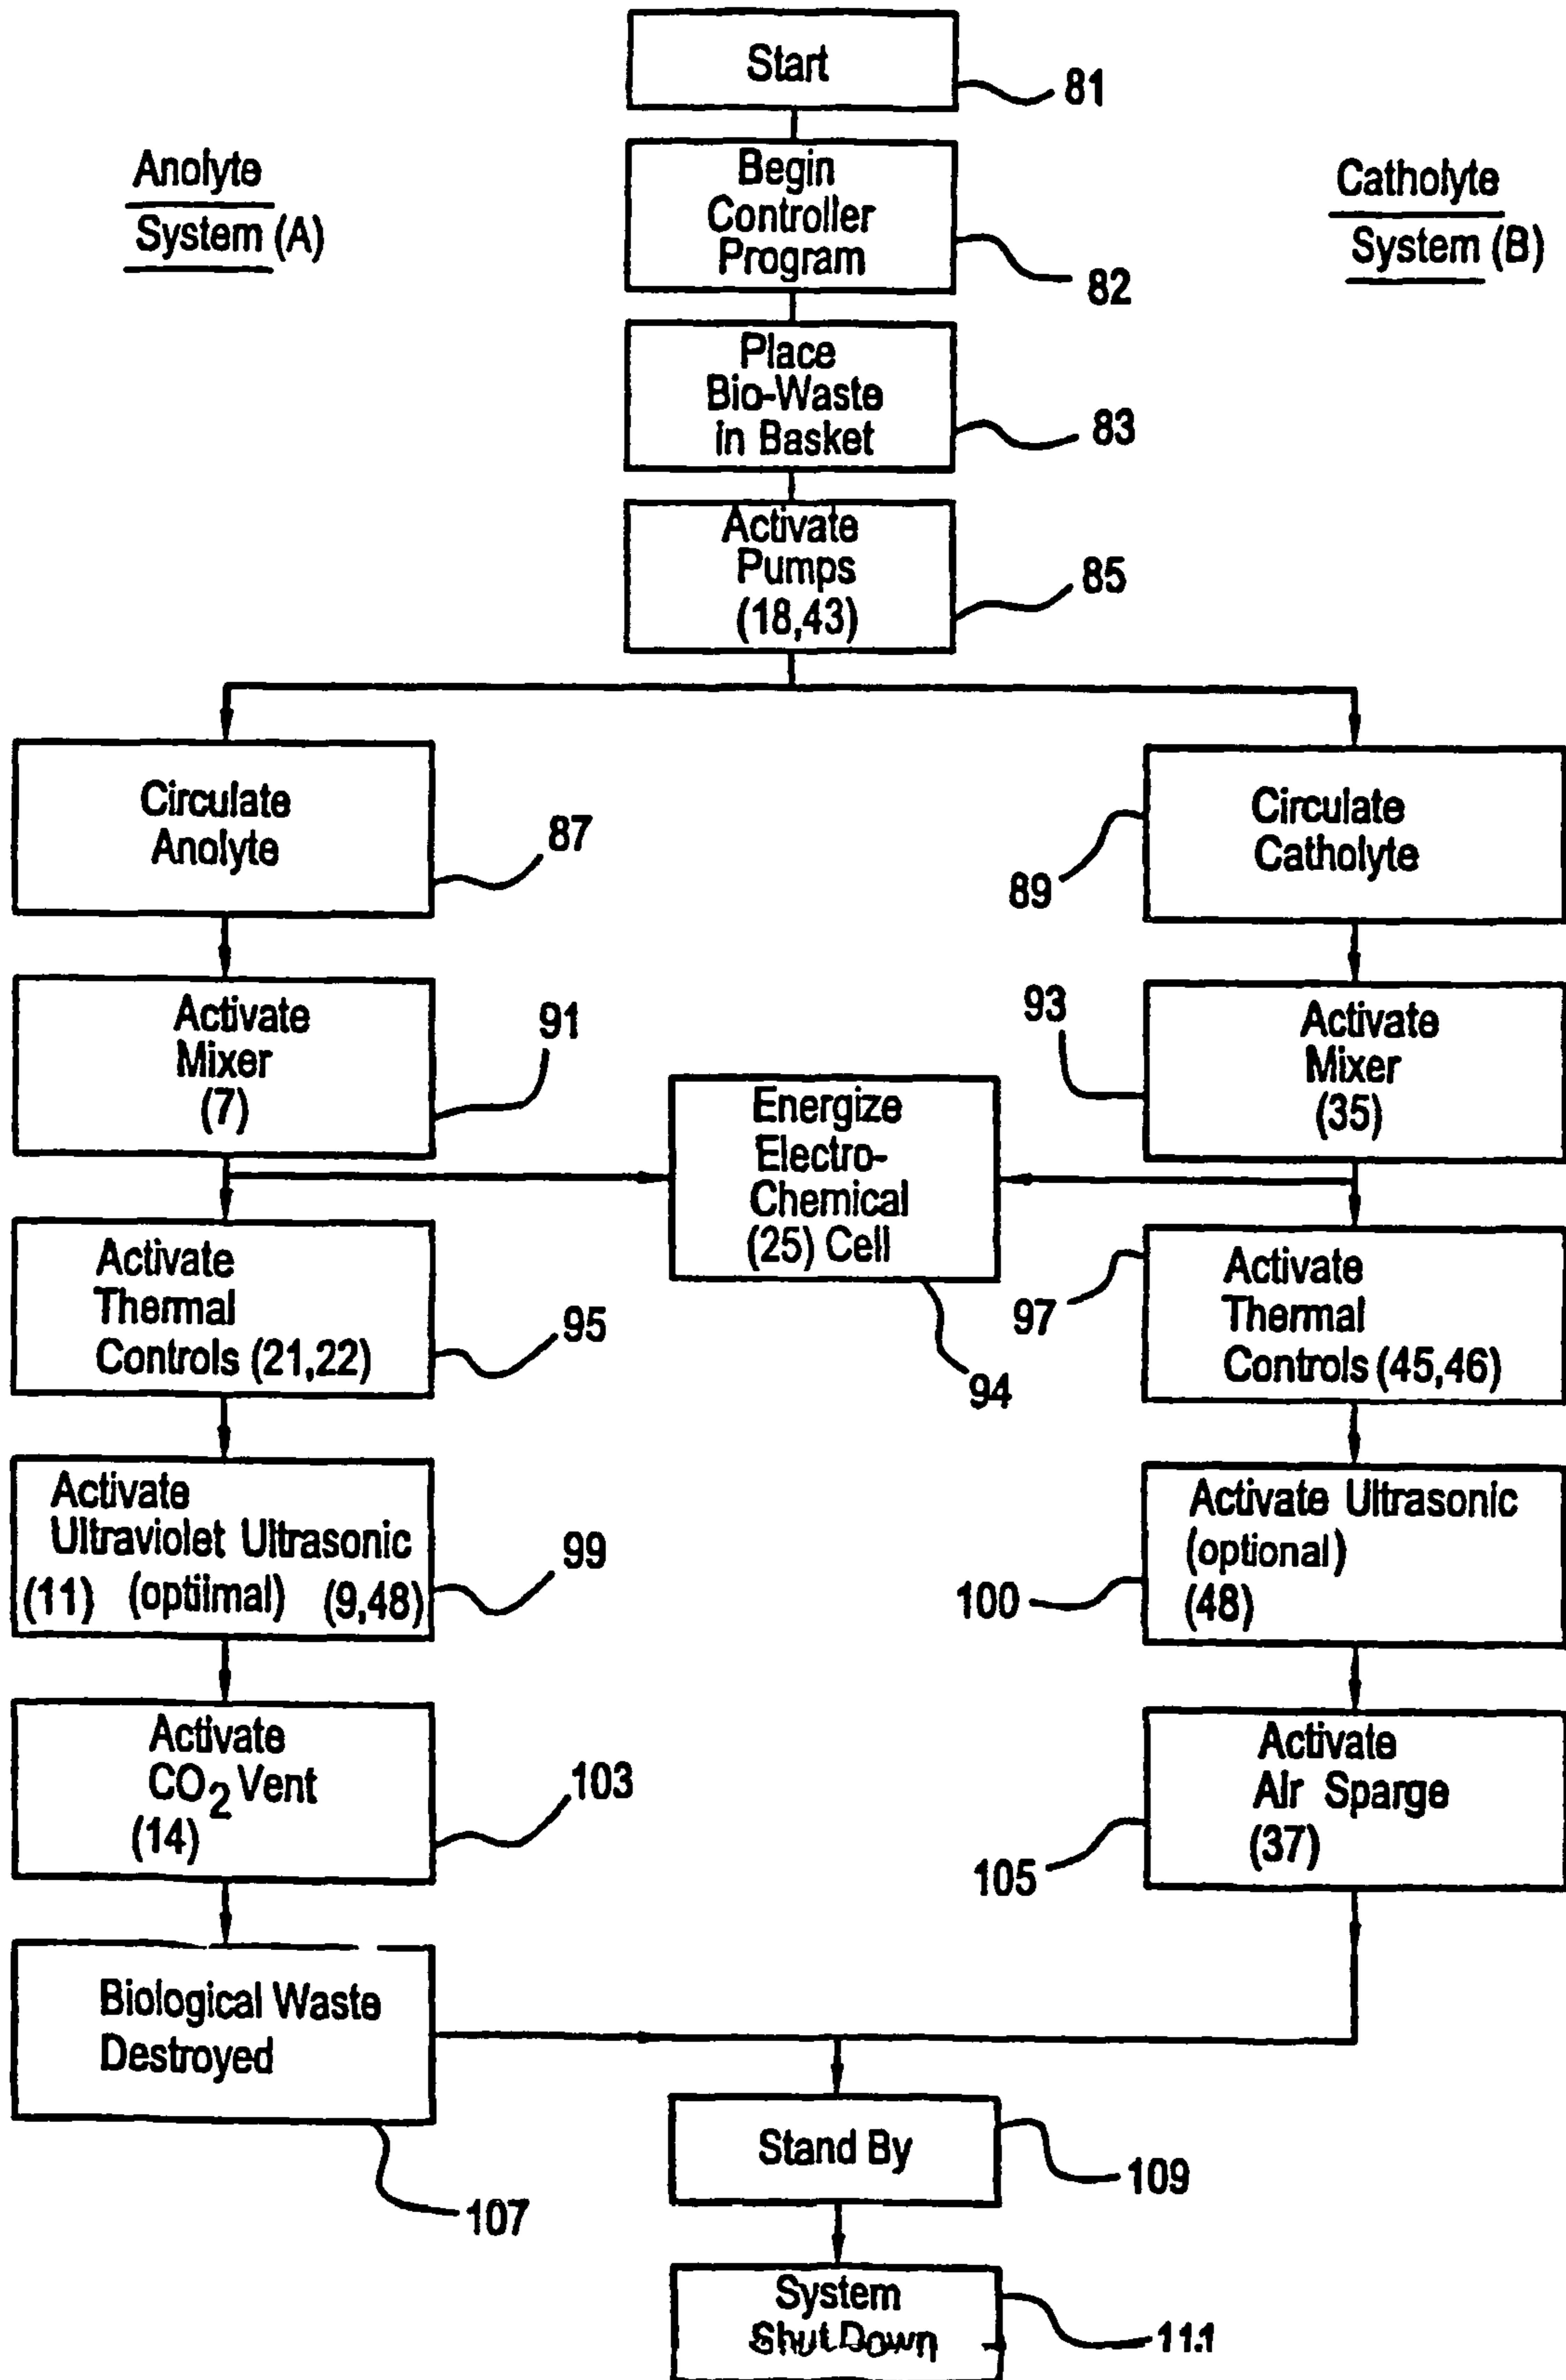 Start
81
Anolyte
System (A)
Catholyte
System (B)
Begin
Controller
Program
82
Place
Bio-Waste
in Basket
83
Activate
Pumps
(18,43)
85
Circulate
Anolyte
87
Circulate
Catholyte
89
Activate
Mixer
(7)
91
Activate
Mixer
(35)
93
Energize
Electro-
Chemical
(25) Cell
94
Activate
Thermal
Controls (21,22)
95
Activate
Thermal
Controls (45,46)
97
Activate
Ultraviolet Ultrasonic
(11) (optiimal) (9,48)
99
Activate Ultrasonic
(optional)
(48)
100
Activate
CO2 Vent
(14)
103
Activate
Air Sparge
(37)
105
Biological Waste
Destroyed
107
Stand By
109
System
Shut Down
111